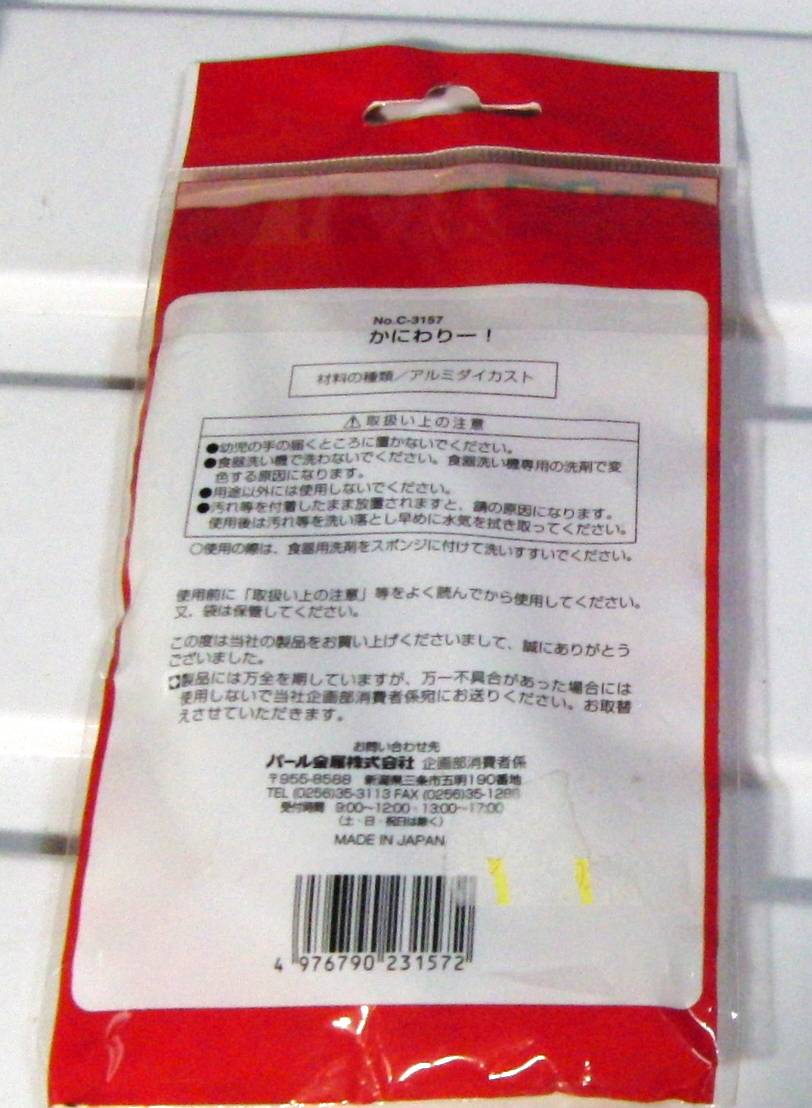 No.C-3157
かにわりー!
材料の種類/アルミダイカスト
⚠取扱い上の注意
●幼児の手の届くところに置かないでください。
●食器洗い機で洗わないでください。食器洗い機専用の洗剤で変
色する原因になります。
●用途以外には使用しないでください。
●汚れ等を付着したまま放置されますと、錆の原因になります。
使用後は汚れ等を洗い落とし早めに水気を拭き取ってください。
○使用の際は、食器用洗剤をスポンジに付けて洗いすすいでください。
使用前に「取扱い上の注意」等をよく読んでから使用してください。
又、袋は保管してください。
この度は当社の製品をお買い上げくださいまして、誠にありがとう
ございました。
製品には万全を期していますが、万一不具合があった場合には
使用しないで当社企画部消費者係宛にお送りください。お取替
えさせていただきます。
お問い合わせ先
パール金属株式会社 企画部消費者係
〒955-8588 新潟県三条市五明190番地
TEL (0256)35-3113 FAX (0256)35-128
受付時間 9:00~12:00・13:00~17:00
(土・日・祝日は除く)
MADE IN JAPAN
4 976790 231572